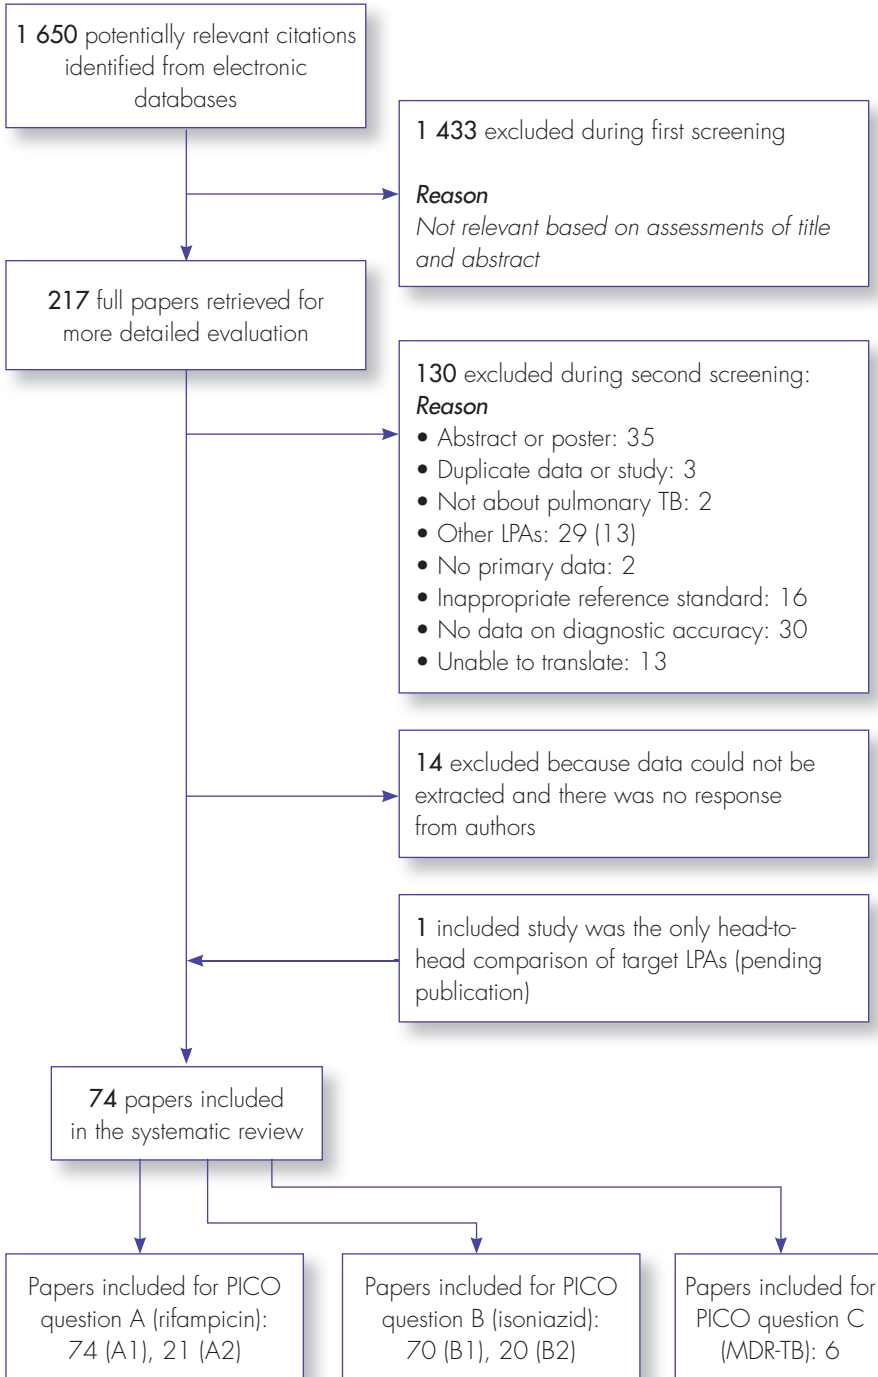 1 650 potentially relevant citations
identified from electronic
databases
1 433 excluded during first screening
Reason
Not relevant based on assessments of title
and abstract
217 full papers retrieved for
more detailed evaluation
130 excluded during second screening:
Reason
• Abstract or poster: 35
• Duplicate data or study: 3
• Not about pulmonary TB: 2
• Other LPAs: 29 (13)
• No primary data: 2
• Inappropriate reference standard: 16
• No data on diagnostic accuracy: 30
• Unable to translate: 13
14 excluded because data could not be
extracted and there was no response
from authors
1 included study was the only head-to-
head comparison of target LPAs (pending
publication)
74 papers included
in the systematic review
Papers included for PICO
question A (rifampicin):
74 (A1), 21 (A2)
Papers included for PICO
question B (isoniazid):
70 (B1), 20 (B2)
Papers included for
PICO question C
(MDR-TB): 6